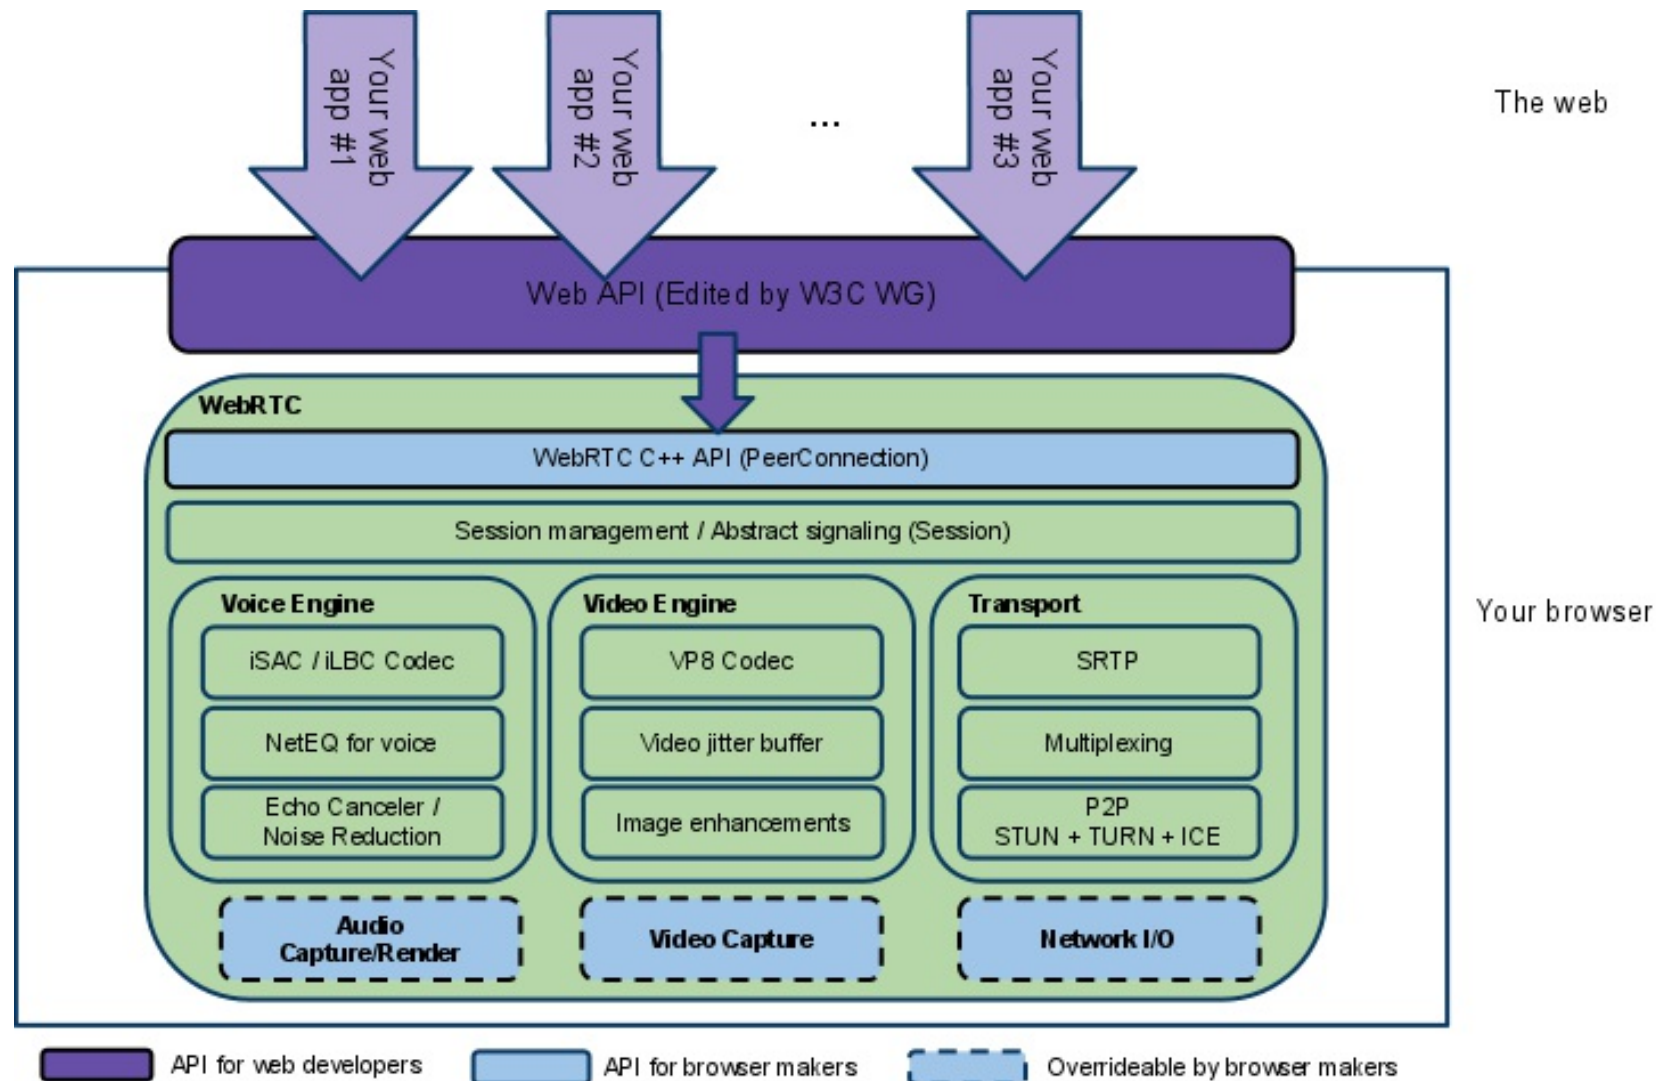 Your web
app #1
Your web
app #2
...
Your web
app #3
The web
Web API (Edited by W3C WG)
WebRTC
WebRTC C++ API (PeerConnection)
Session management / Abstract signaling (Session)
Your browser
Voice Engine
iSAC / iLBC Codec
NetEQ for voice
Echo Canceler /
Noise Reduction
Audio
Capture/Render
Video Engine
VP8 Codec
Video jitter buffer
Image enhancements
Video Capture
Transport
SRTP
Multiplexing
P2P
STUN + TURN + ICE
Network I/O
API for web developers
API for browser makers
Overrideable by browser makers